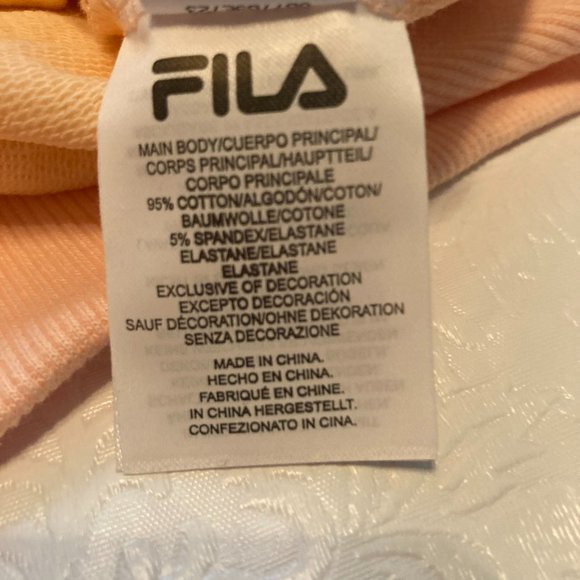 FILA
MAIN BODY/CUERPO PRINCIPAL/
CORPS PRINCIPAL/HAUPTTEIL/
CORPO PRINCIPALE
95% COTTON/ALGODÓN/COTON/
BAUMWOLLE/COTONE
5% SPANDEX/ELASTANE/
ELASTANE/ELASTANE
ELASTANE
EXCLUSIVE OF DECORATION
EXCEPTO DECORACIÓN
SAUF DÉCORATION/OHNE DEKORATION
SENZA DECORAZIONE
MADE IN CHINA.
HECHO EN CHINA.
FABRIQUÉ EN CHINE.
IN CHINA HERGESTELLT.
CONFEZIONATO IN CINA.